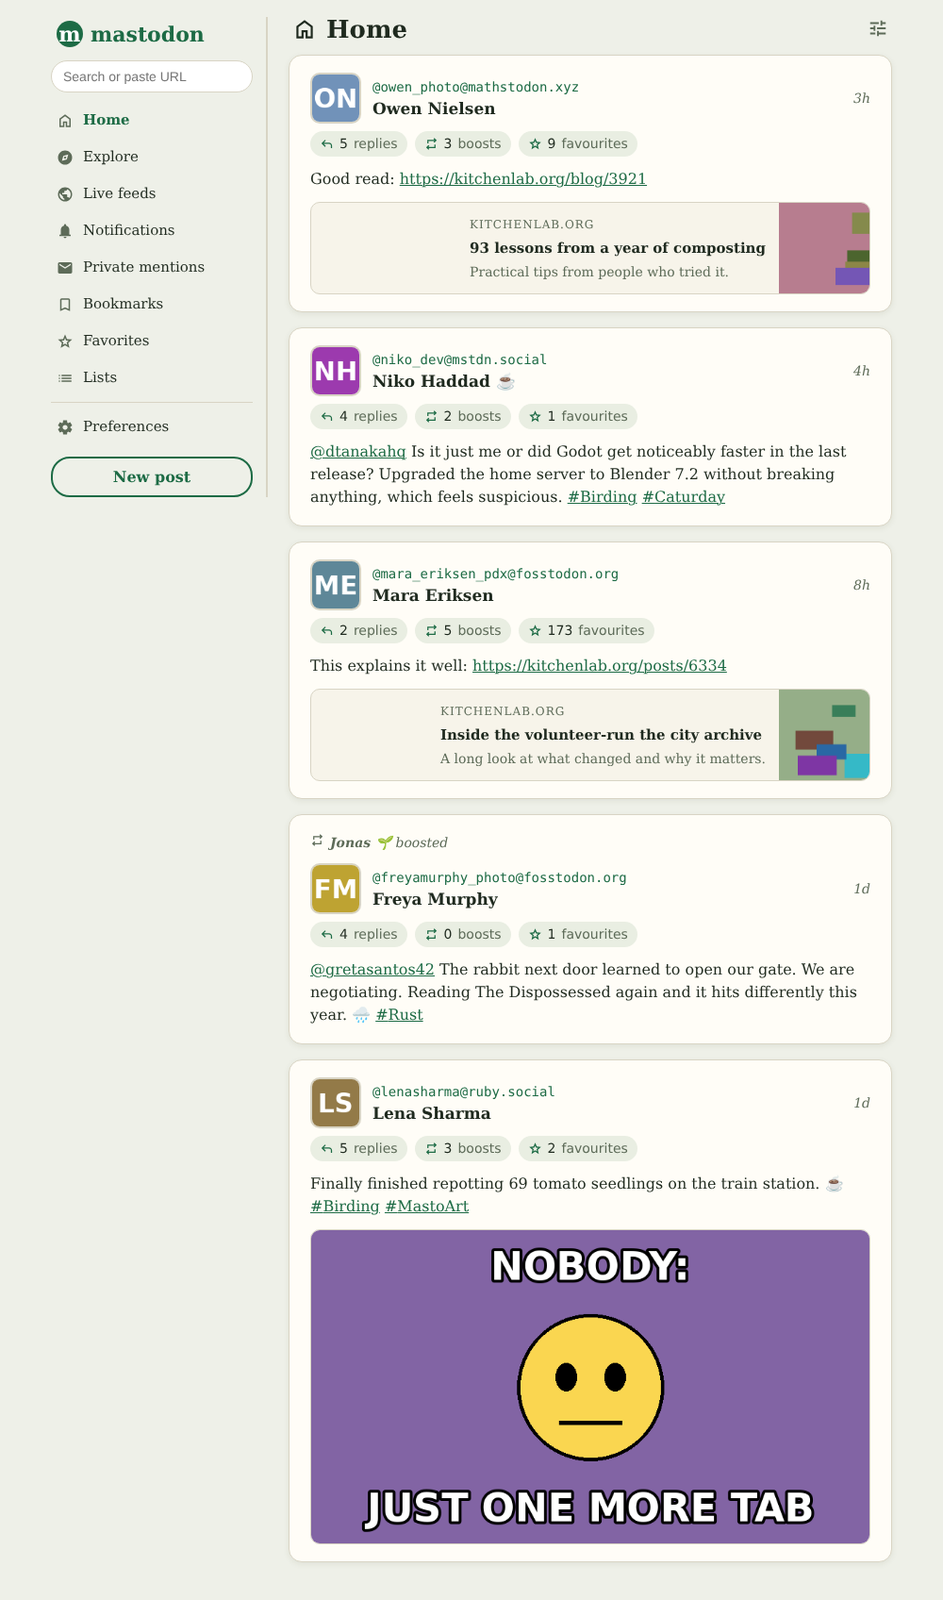 mastodon
Search or paste URL
Home
Explore
Live feeds
Notifications
Private mentions
Bookmarks
Favorites
Lists
Preferences
New post
Home
ON
@owen_photo@mathstodon.xyz
Owen Nielsen
3h
5 replies
3 boosts
9 favourites
Good read: https://kitchenlab.org/blog/3921
KITCHENLAB.ORG
93 lessons from a year of composting
Practical tips from people who tried it.
NH
@niko_dev@mstdn.social
Niko Haddad ☕
4h
4 replies
2 boosts
1 favourites
@dtanakahq Is it just me or did Godot get noticeably faster in the last
release? Upgraded the home server to Blender 7.2 without breaking
anything, which feels suspicious. #Birding #Caturday
ME
@mara_eriksen_pdx@fosstodon.org
Mara Eriksen
8h
2 replies
5 boosts
173 favourites
This explains it well: https://kitchenlab.org/posts/6334
KITCHENLAB.ORG
Inside the volunteer-run the city archive
A long look at what changed and why it matters.
Jonas 🌱 boosted
FM
@freyamurphy_photo@fosstodon.org
Freya Murphy
1d
4 replies
0 boosts
1 favourites
@gretasantos42 The rabbit next door learned to open our gate. We are
negotiating. Reading The Dispossessed again and it hits differently this
year. 🌧️ #Rust
LS
@lenasharma@ruby.social
Lena Sharma
1d
5 replies
3 boosts
2 favourites
Finally finished repotting 69 tomato seedlings on the train station. ☕
#Birding #MastoArt
NOBODY:
JUST ONE MORE TAB